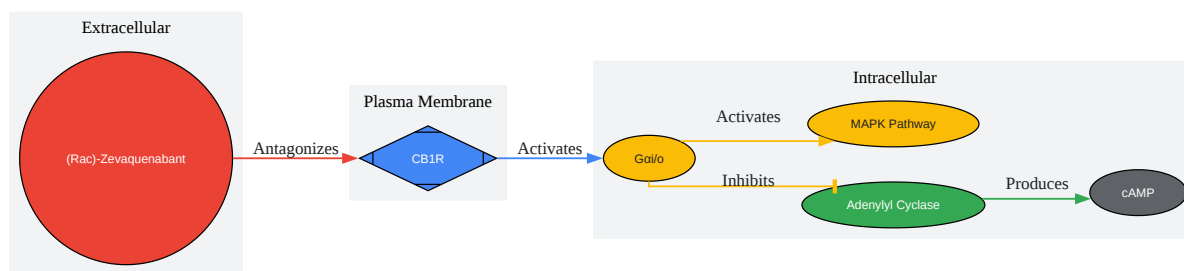 Extracellular
(Rac)-Zevaquenabant
Antagonizes
Plasma Membrane
CB1R
Activates
Intracellular
Gαi/o
Activates
MAPK Pathway
Inhibits
Adenylyl Cyclase
Produces
cAMP